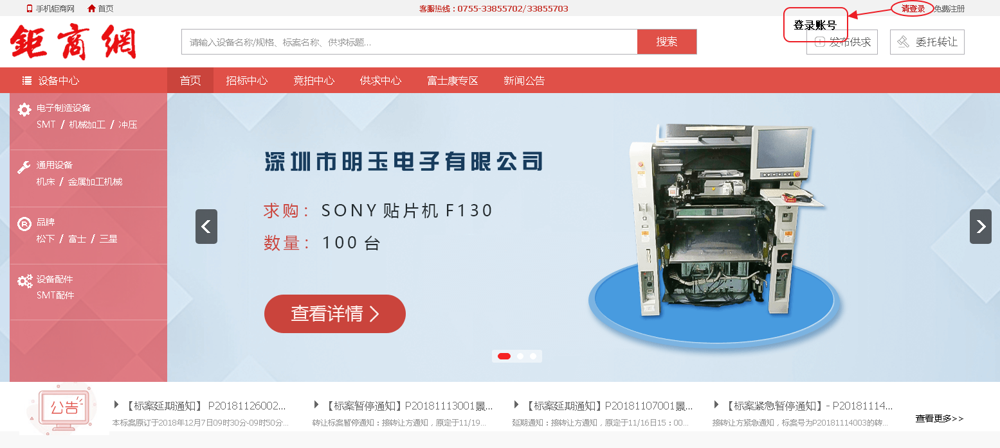 手机钜商网 首页 客服热线：0755-33855702/33855703 请登录 免费注册
登录账号
钜商網 请输入设备名称/规格、标案名称、供求标题... 搜索 发布供求 委托转让
设备中心 首页 招标中心 竞拍中心 供求中心 富士康专区 新闻公告
电子制造设备
SMT / 机械加工 / 冲压
通用设备
机床 / 金属加工机械
品牌
松下 / 富士 / 三星
设备配件
SMT配件
深圳市明玉电子有限公司
求购： SONY 贴片机 F130
数量： 100 台
查看详情
公告
【标案延期通知】 P20181126002...
本标案原订于2018年12月7日09时30分-09时50分...
【标案暂停通知】P20181113001景...
转让标案暂停通知：接转让方通知，原定于11/19...
【标案延期通知】P20181107001景...
延期通知：接转让方通知，原定于11/16日15：00...
【标案紧急暂停通知】- P20181114...
接转让方紧急通知，标案号为P20181114003的转...
查看更多>>